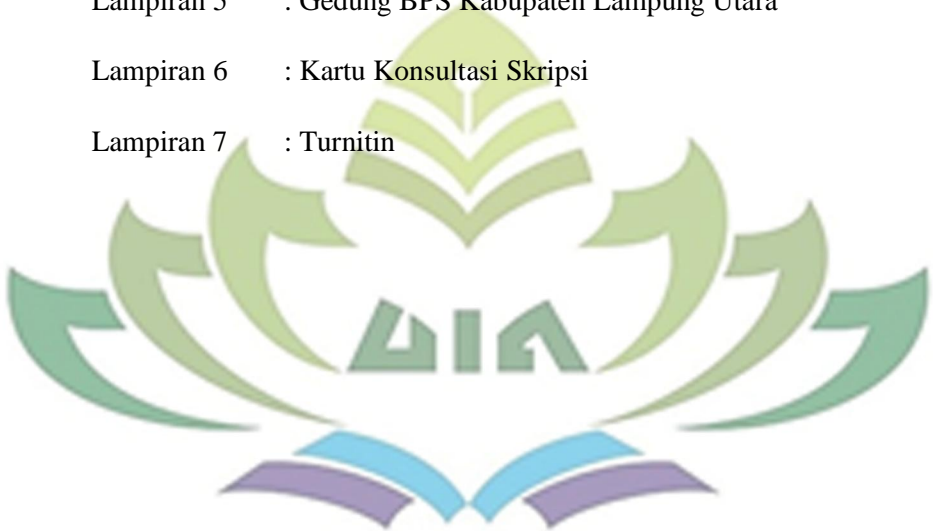 Lampiran 5 : Gedung BPS Kabupaten Lampung Utara
Lampiran 6 : Kartu Konsultasi Skripsi
Lampiran 7 : Turnitin
UIN